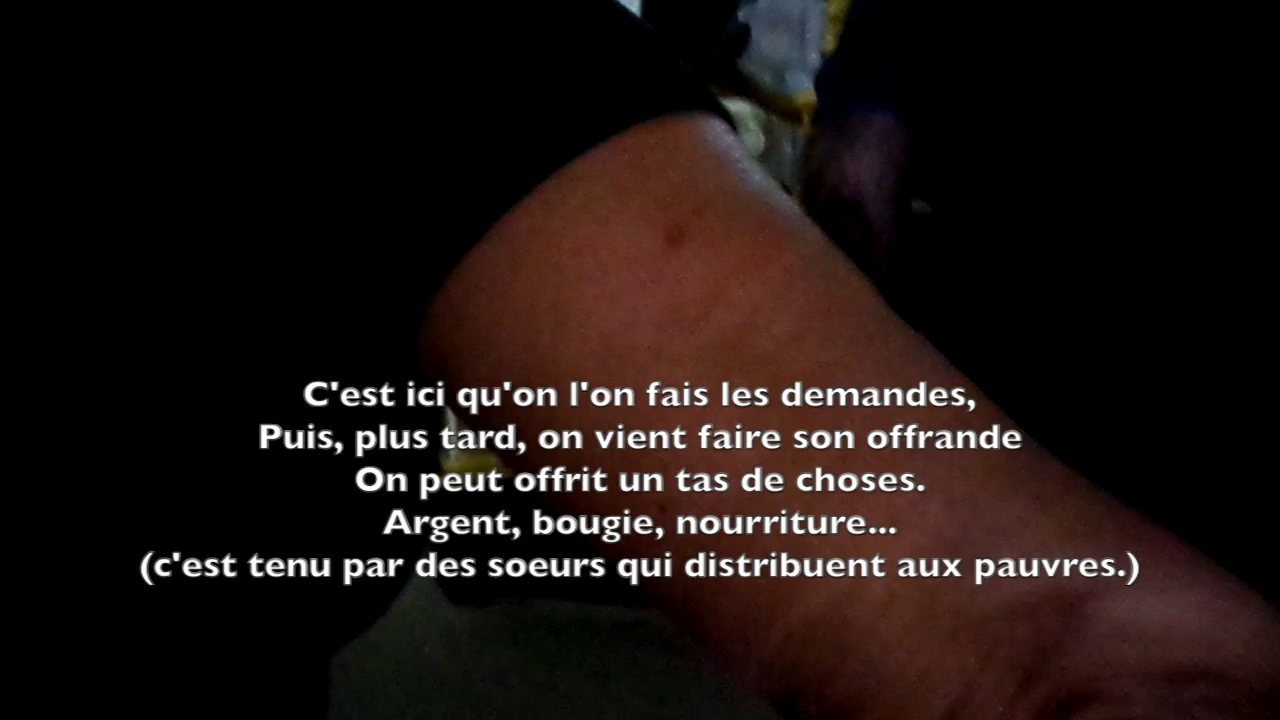 C'est ici qu'on l'on fais les demandes,
Puis, plus tard, on vient faire son offrande
On peut offrit un tas de choses.
Argent, bougie, nourriture...
(c'est tenu par des soeurs qui distribuent aux pauvres.)